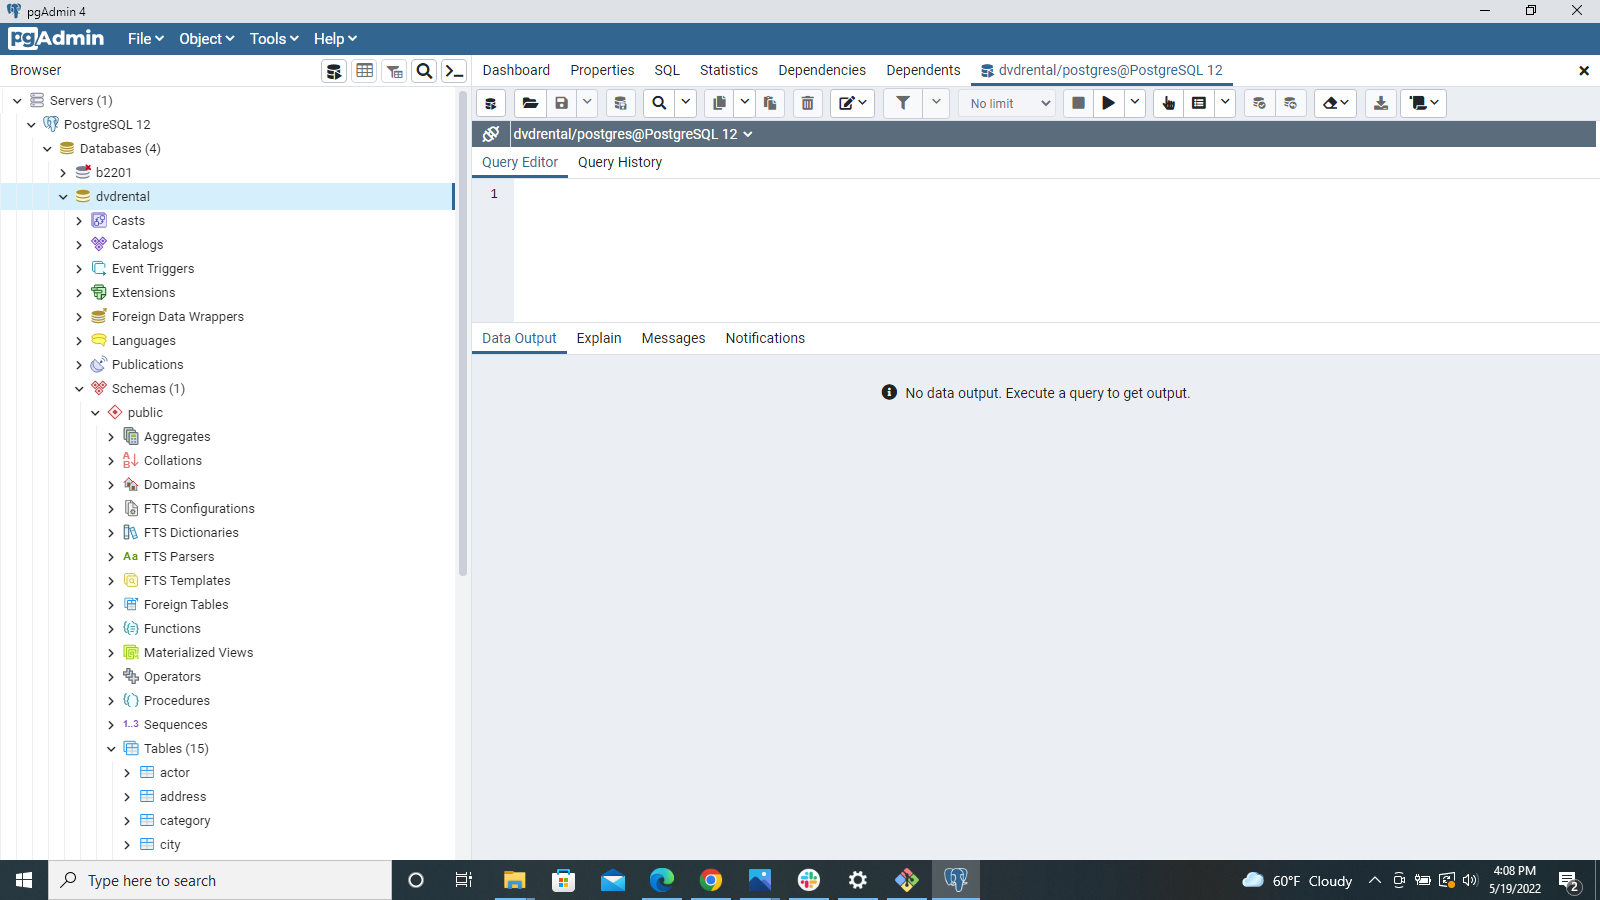 pgAdmin 4
pgAdmin File Object Tools Help
Browser
Dashboard Properties SQL Statistics Dependencies Dependents dvdrental/postgres@PostgreSQL 12
No limit
dvdrental/postgres@PostgreSQL 12
Query Editor Query History
1
Data Output Explain Messages Notifications
No data output. Execute a query to get output.
Servers (1)
PostgreSQL 12
Databases (4)
b2201
dvdrental
Casts
Catalogs
Event Triggers
Extensions
Foreign Data Wrappers
Languages
Publications
Schemas (1)
public
Aggregates
Collations
Domains
FTS Configurations
FTS Dictionaries
Aa FTS Parsers
FTS Templates
Foreign Tables
Functions
Materialized Views
Operators
Procedures
1..3 Sequences
Tables (15)
actor
address
category
city
Type here to search
60°F Cloudy
4:08 PM
5/19/2022
2